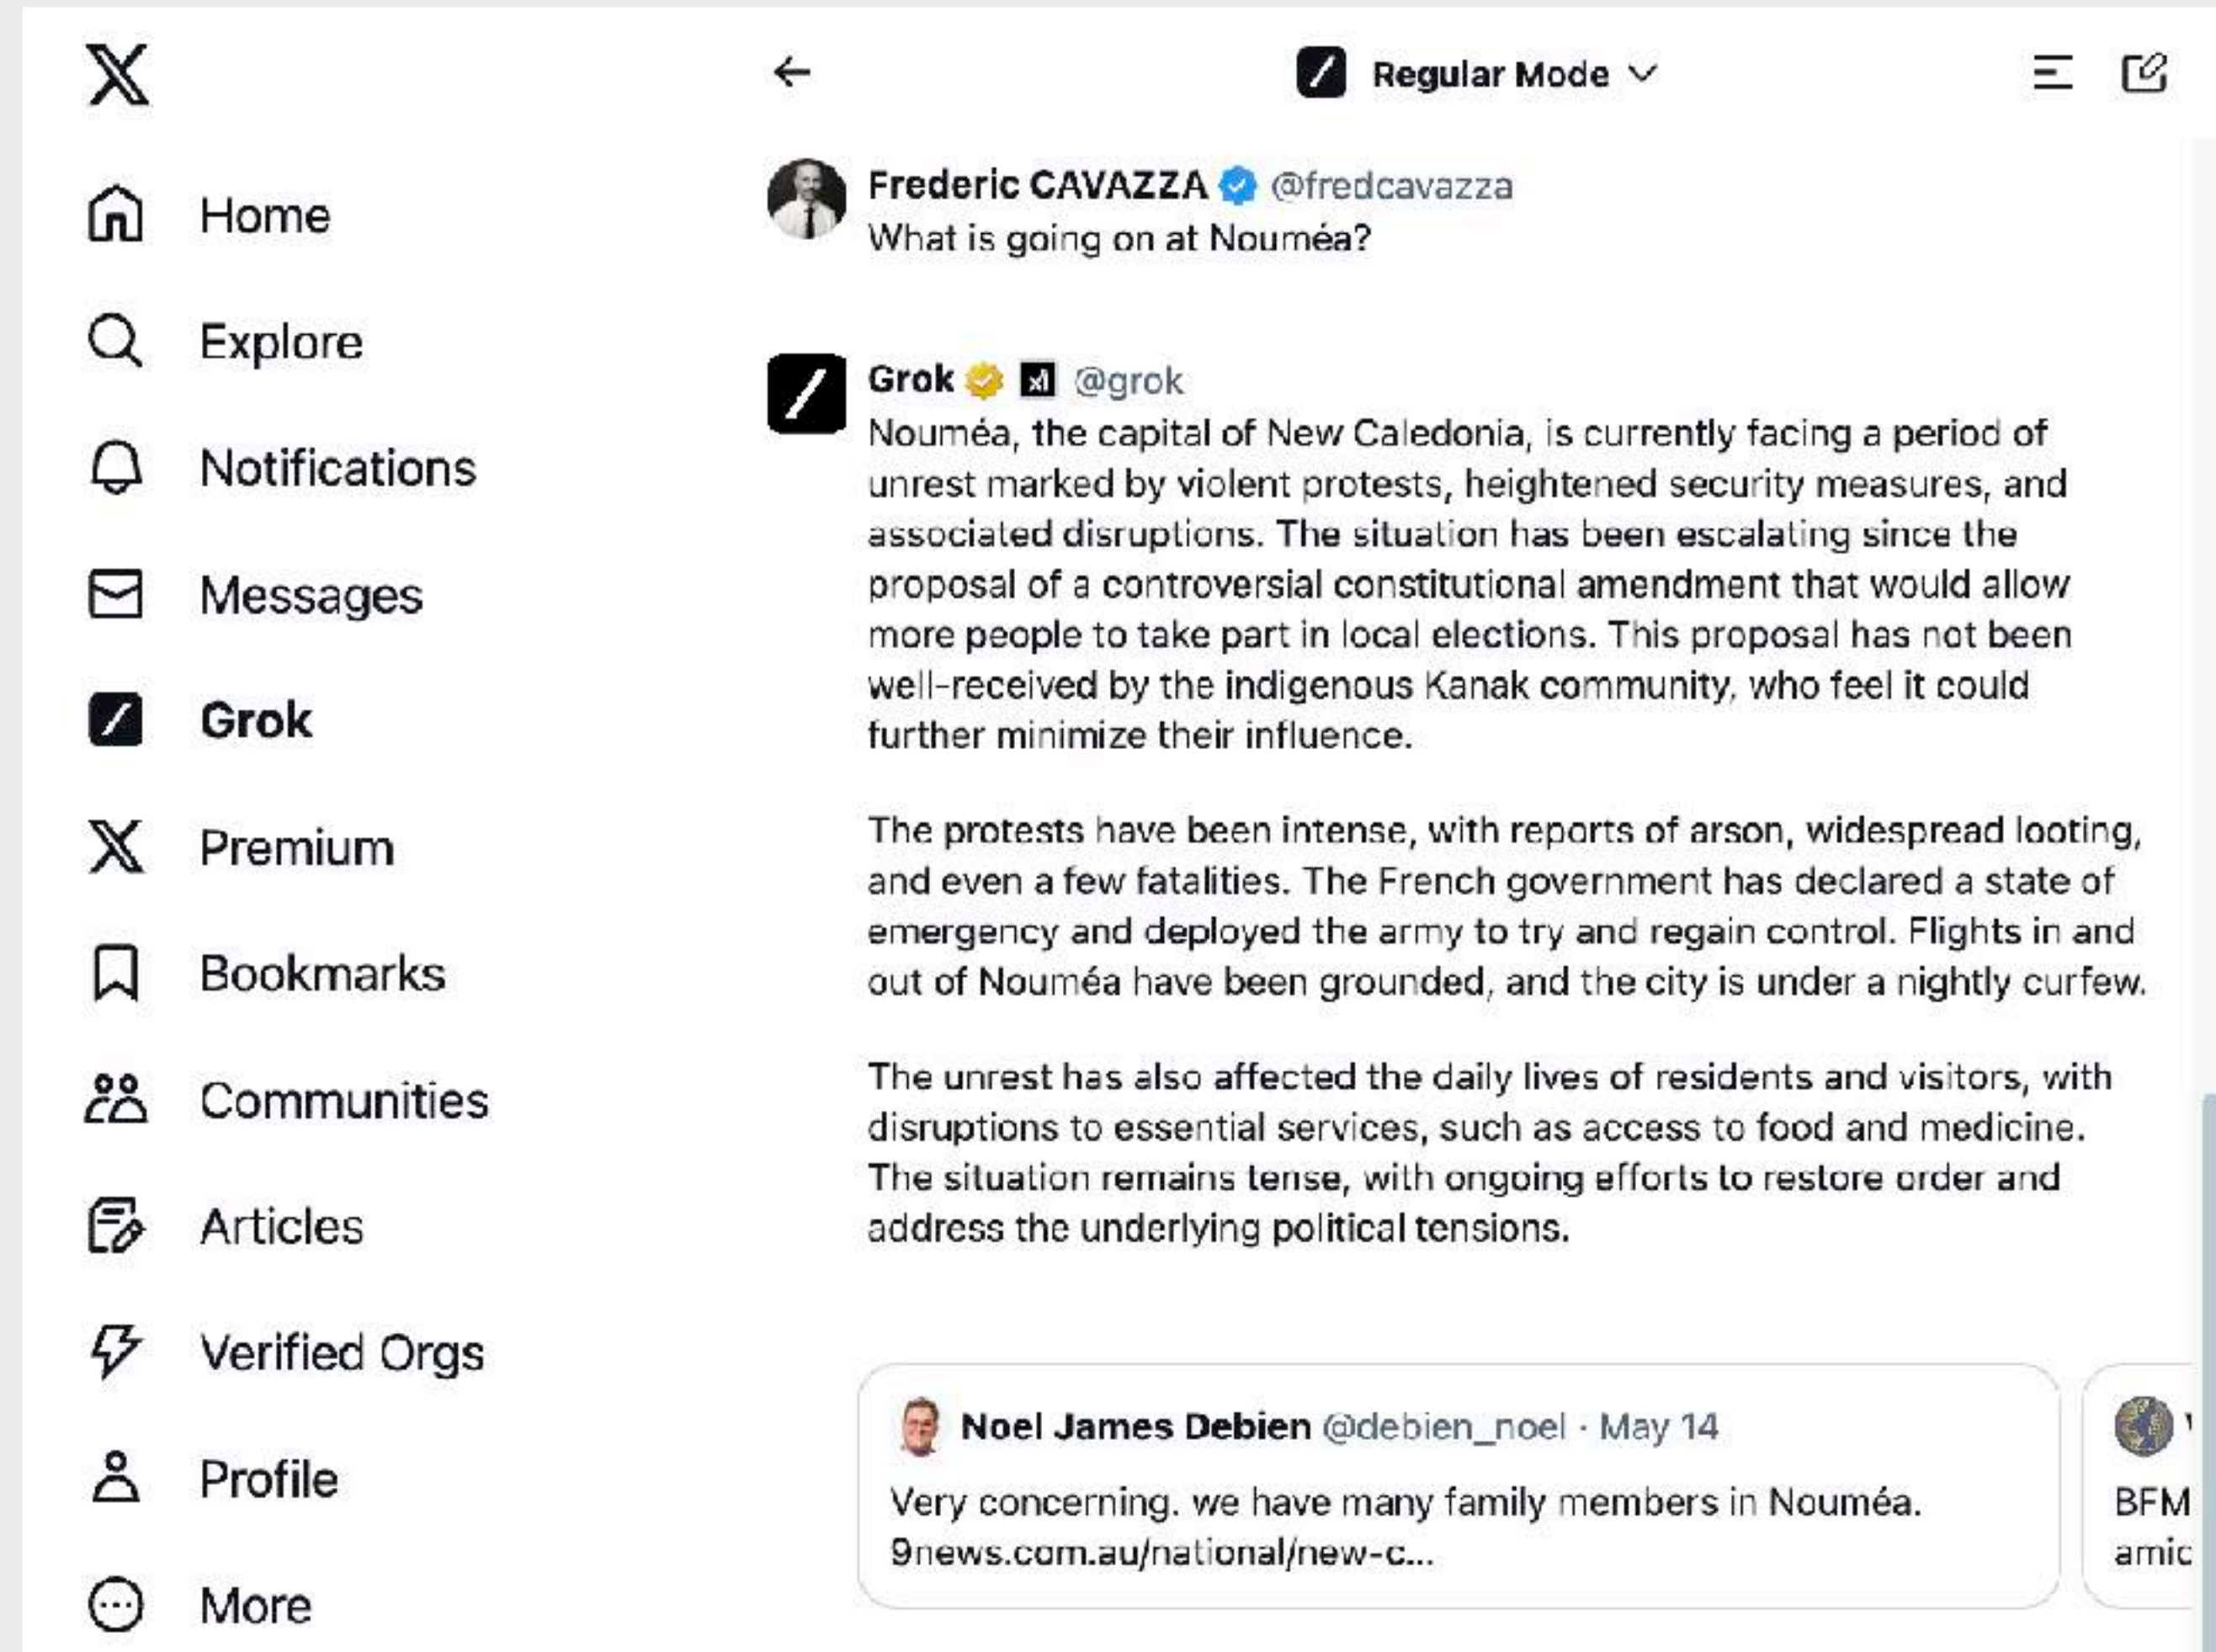 Home
Explore
Notifications
Messages
Grok
Premium
Bookmarks
Communities
Articles
Verified Orgs
Profile
More
Regular Mode
Frederic CAVAZZA @fredcavazza
What is going on at Nouméa?
Grok @grok
Nouméa, the capital of New Caledonia, is currently facing a period of
unrest marked by violent protests, heightened security measures, and
associated disruptions. The situation has been escalating since the
proposal of a controversial constitutional amendment that would allow
more people to take part in local elections. This proposal has not been
well-received by the indigenous Kanak community, who feel it could
further minimize their influence.
The protests have been intense, with reports of arson, widespread looting,
and even a few fatalities. The French government has declared a state of
emergency and deployed the army to try and regain control. Flights in and
out of Nouméa have been grounded, and the city is under a nightly curfew.
The unrest has also affected the daily lives of residents and visitors, with
disruptions to essential services, such as access to food and medicine.
The situation remains tense, with ongoing efforts to restore order and
address the underlying political tensions.
Noel James Debien @debien_noel · May 14
Very concerning. we have many family members in Nouméa.
9news.com.au/national/new-c...
BFM
amic